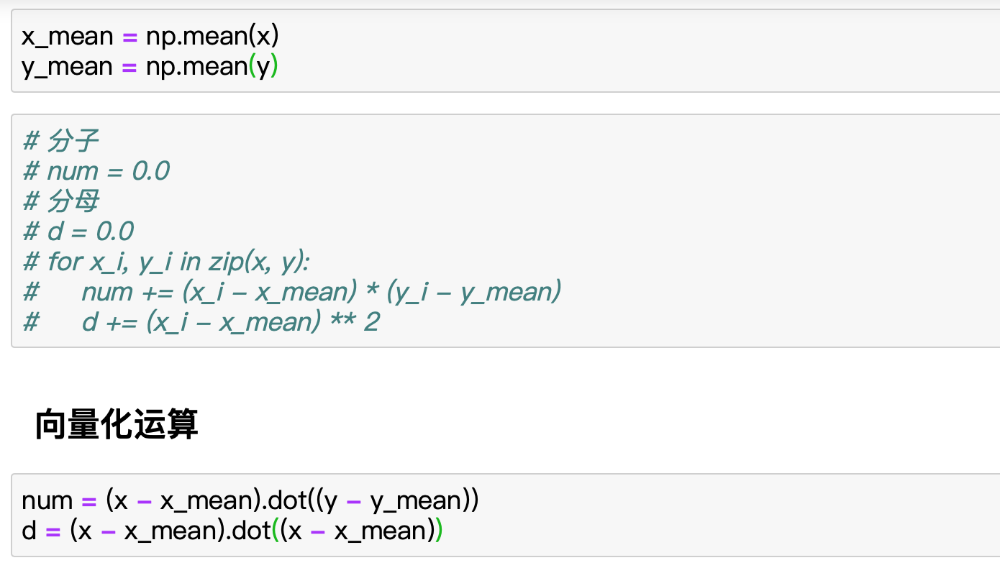 x_mean = np.mean(x)
y_mean = np.mean(y)
# 分子
# num = 0.0
# 分母
# d = 0.0
# for x_i, y_i in zip(x, y):
#     num += (x_i - x_mean) * (y_i - y_mean)
#     d += (x_i - x_mean) ** 2
向量化运算
num = (x - x_mean).dot((y - y_mean))
d = (x - x_mean).dot((x - x_mean))